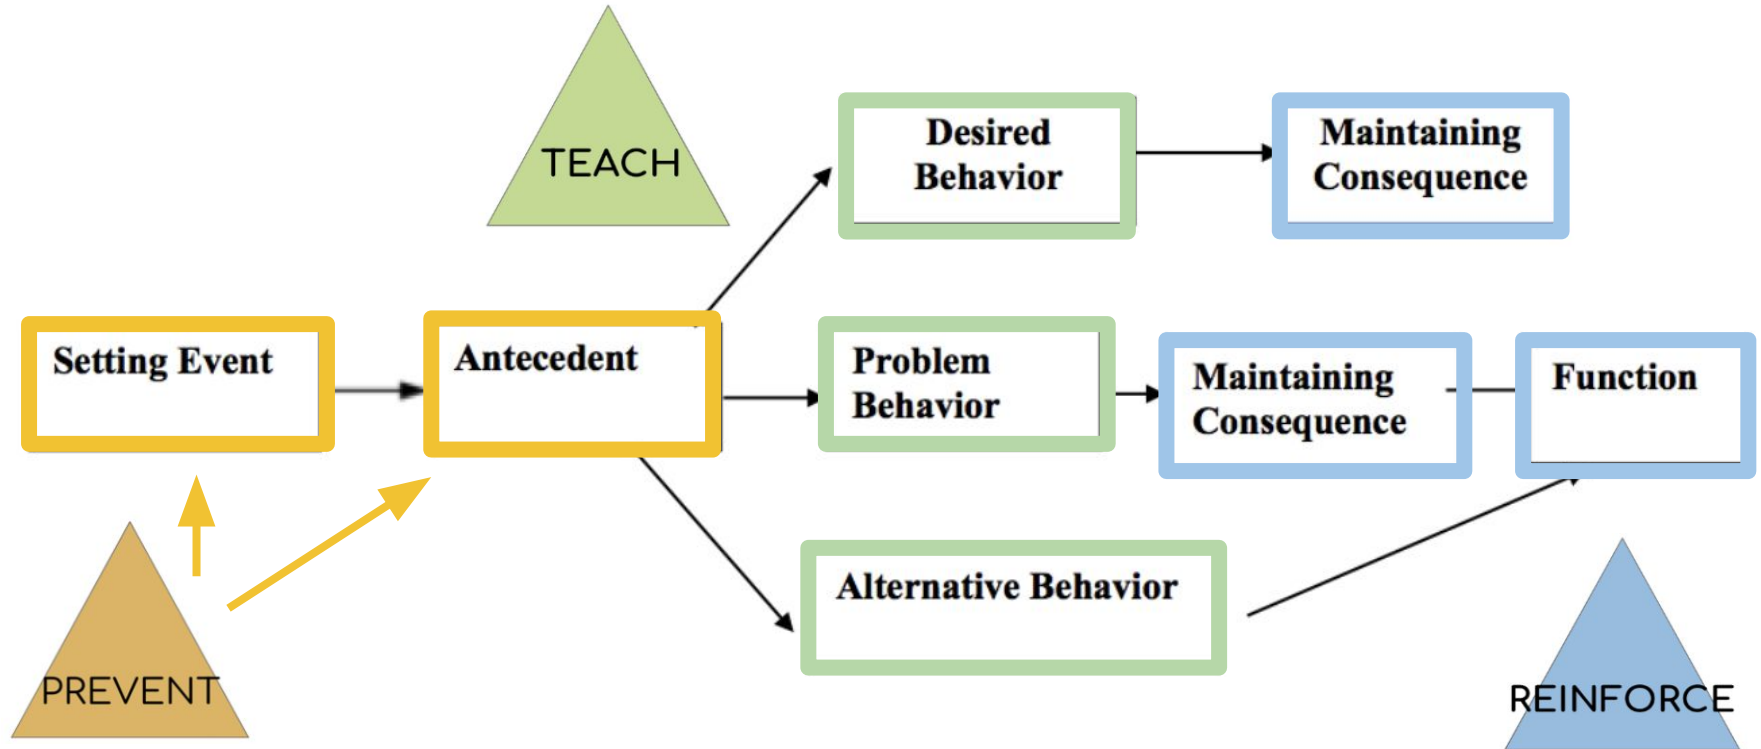 TEACH
Desired
Behavior
Maintaining
Consequence
Setting Event
Antecedent
Problem
Behavior
Maintaining
Consequence
Function
Alternative Behavior
PREVENT
REINFORCE